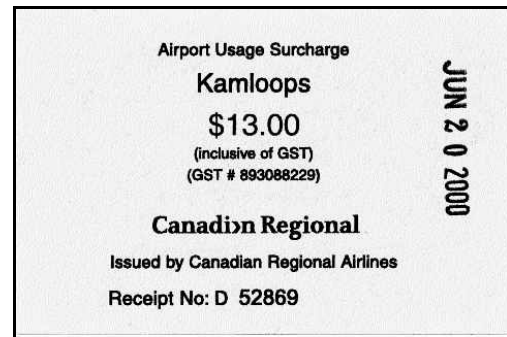 Airport Usage Surcharge
Kamloops
$13.00
(inclusive of GST)
(GST # 893088229)
Canadi›n Regional
Issued by Canadian Regional Airlines
Receipt No: D 52869
JUN 20 2000